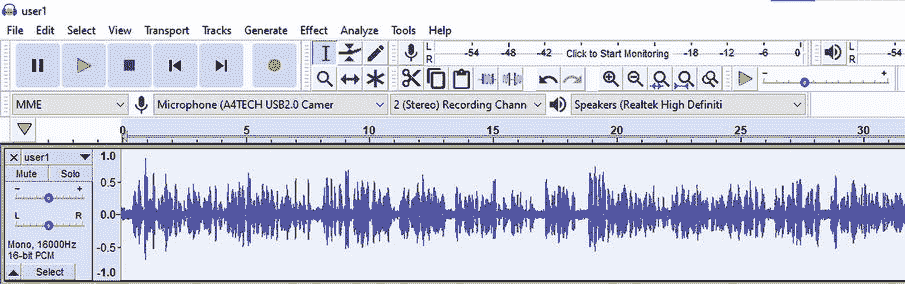 user1
File Edit Select View Transport Tracks Generate Effect Analyze Tools Help
L R -54 -48 -42 Click to Start Monitoring -18 -12 -6 0 L R -54
- +
MME Microphone (A4TECH USB2.0 Camer 2 (Stereo) Recording Chann Speakers (Realtek High Definiti
0 5 10 15 20 25 30
× user1 1.0
Mute Solo
- + 0.5
L R 0.0
Mono, 16000Hz -0.5
16-bit PCM
Select -1.0